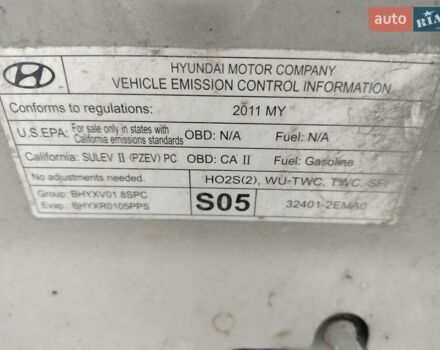 AUTO RIA
HYUNDAI MOTOR COMPANY
VEHICLE EMISSION CONTROL INFORMATION
Conforms to regulations: 2011 MY
U.S.EPA: For sale only in states with California emissions standards OBD: N/A Fuel: N/A
California: SULEV II (PZEV) PC OBD: CA II Fuel: Gasoline
No adjustments needed. HO2S(2), WU-TWC, TWC, SFI
Group: BHYXV01.8SPC
Evap: BHYXR0105PPS
S05
32401-2EMA0